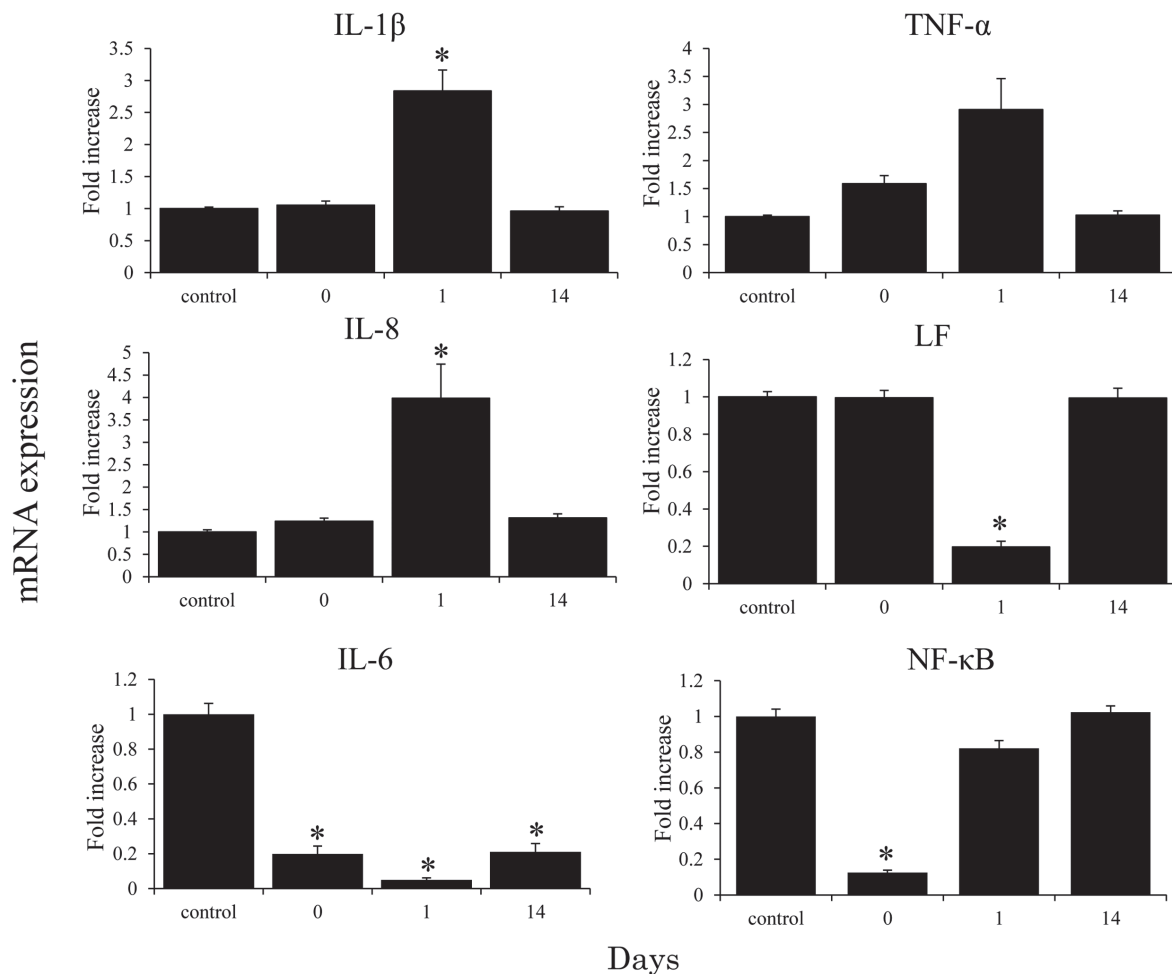 IL-1β
Fold increase
3.5
3
2.5
2
1.5
1
0.5
0
*
control 0 1 14
TNF-α
Fold increase
4
3.5
3
2.5
2
1.5
1
0.5
0
control 0 1 14
mRNA expression
IL-8
Fold increase
5
4.5
4
3.5
3
2.5
2
1.5
1
0.5
0
*
control 0 1 14
LF
Fold increase
1.2
1
0.8
0.6
0.4
0.2
0
*
control 0 1 14
IL-6
Fold increase
1.2
1
0.8
0.6
0.4
0.2
0
* * *
control 0 1 14
NF-κB
Fold increase
1.2
1
0.8
0.6
0.4
0.2
0
*
control 0 1 14
Days